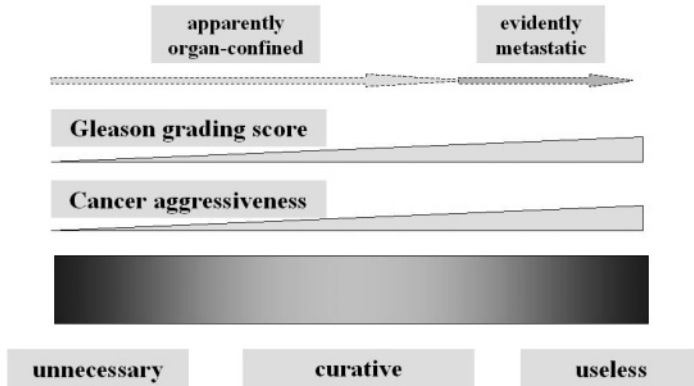 apparently
organ-confined
evidently
metastatic
Gleason grading score
Cancer aggressiveness
unnecessary
curative
useless